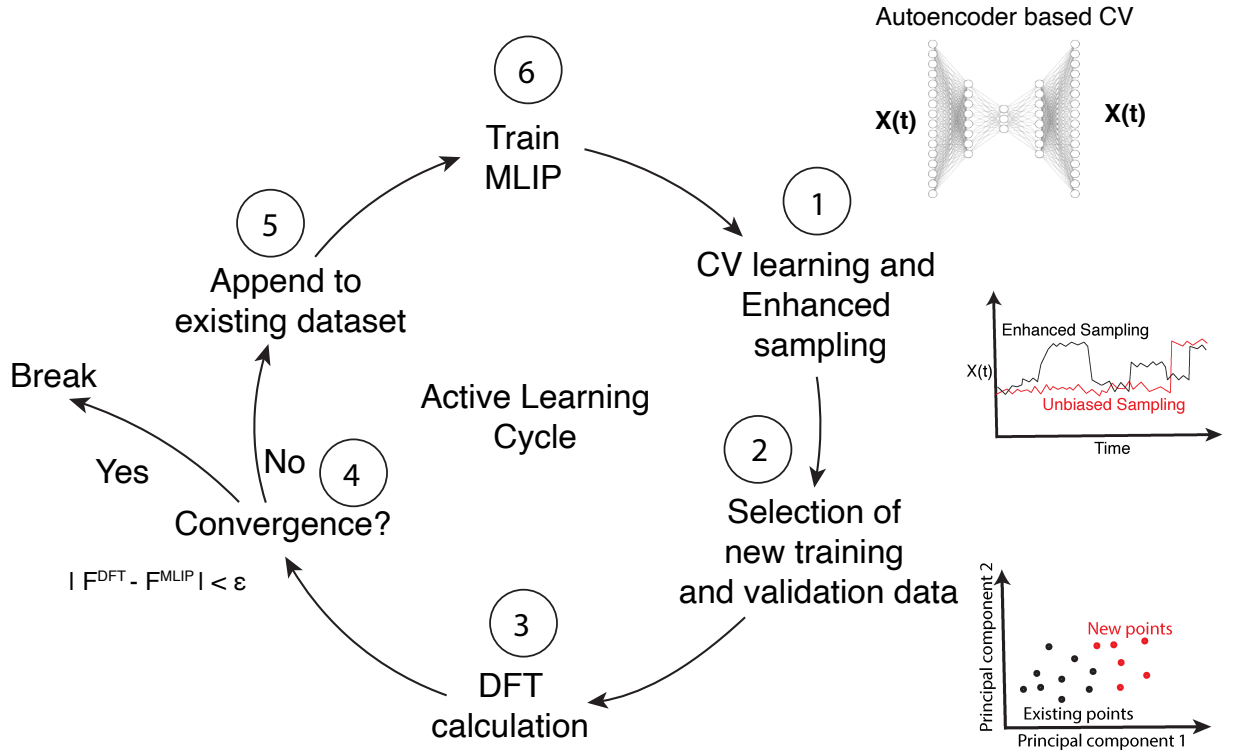 Autoencoder based CV
X(t)
X(t)
6
Train
MLIP
1
CV learning and
Enhanced
sampling
Enhanced Sampling
X(t)
Unbiased Sampling
Time
2
Selection of
new training
and validation data
Principal component 2
New points
Existing points
Principal component 1
3
DFT
calculation
4
Convergence?
| F^DFT - F^MLIP | < ε
Yes
Break
No
5
Append to
existing dataset
Active Learning
Cycle